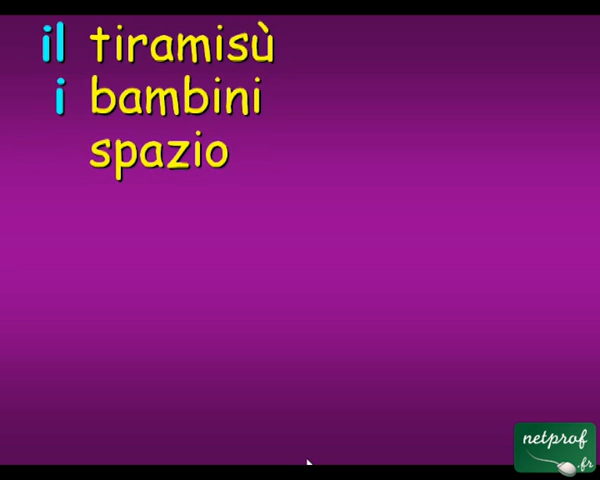 il tiramisù
i bambini
spazio
netprof
.fr